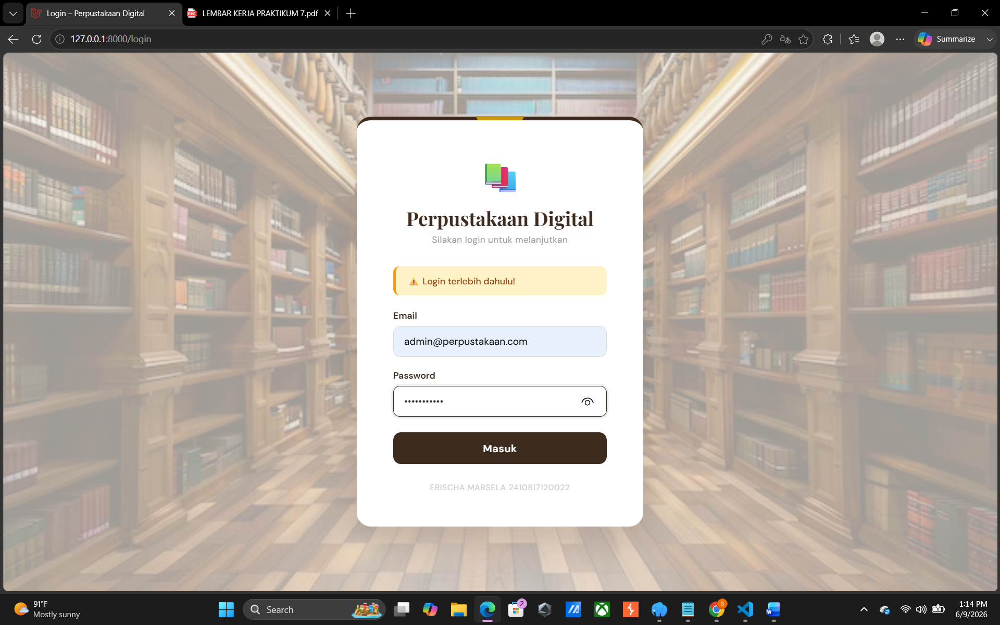 Login – Perpustakaan Digital
LEMBAR KERJA PRAKTIKUM 7.pdf
127.0.0.1:8000/login
Summarize
Perpustakaan Digital
Silakan login untuk melanjutkan
Login terlebih dahulu!
Email
admin@perpustakaan.com
Password
•••••••••••
Masuk
ERISCHA MARSELA 2410817120022
91°F
Mostly sunny
Search
2
S
1:14 PM
6/9/2026